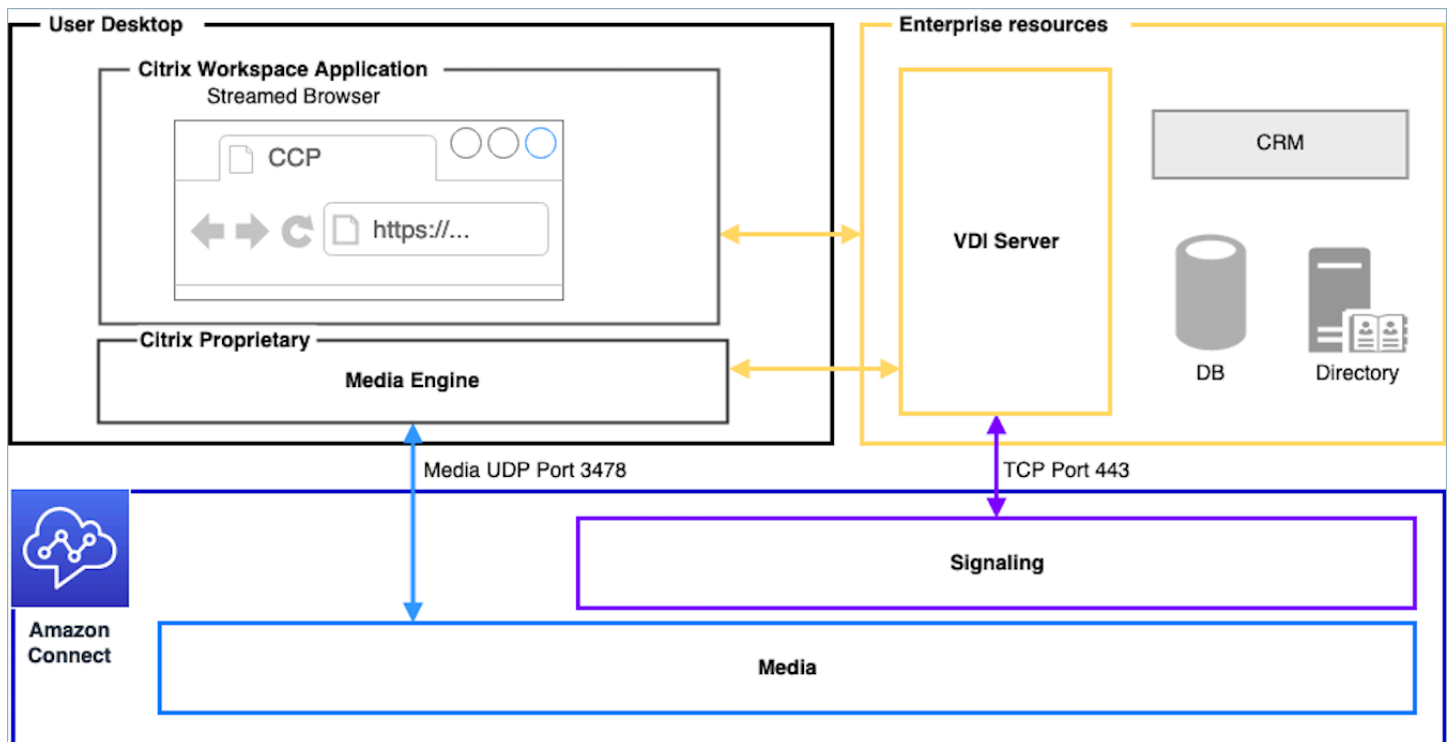 User Desktop
Enterprise resources
Citrix Workspace Application
Streamed Browser
CCP
https://...
VDI Server
CRM
DB
Directory
Citrix Proprietary
Media Engine
Media UDP Port 3478
TCP Port 443
Signaling
Amazon
Connect
Media